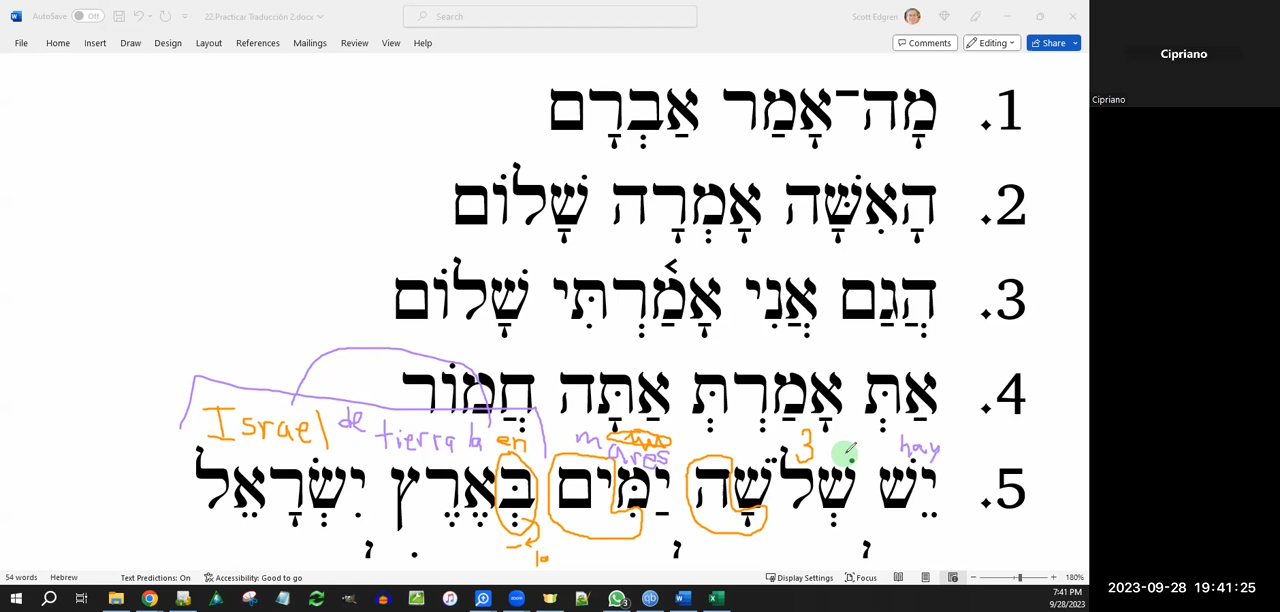 AutoSave Off 22.Practicar Traducción 2.docx Search Scott Edgren
File Home Insert Draw Design Layout References Mailings Review View Help Comments Editing Share
Cipriano
Cipriano
1. מָה־אָמַר אַבְרָם
2. הָאִשָּׁה אָמְרָה שָׁלוֹם
3. הֲגַם אֲנִי אָמַ֫רְתִּי שָׁלוֹם
4. אַתְּ אָמַרְתְּ אַתָּה חֲמוֹר
Israel de tierra la en mares 3 hay
5. יֵשׁ שְׁלֹשָׁה יַמִּים בְּאֶרֶץ יִשְׂרָאֵל
la
54 words Hebrew Text Predictions: On Accessibility: Good to go Display Settings Focus 180%
7:41 PM
9/28/2023
2023-09-28 19:41:25